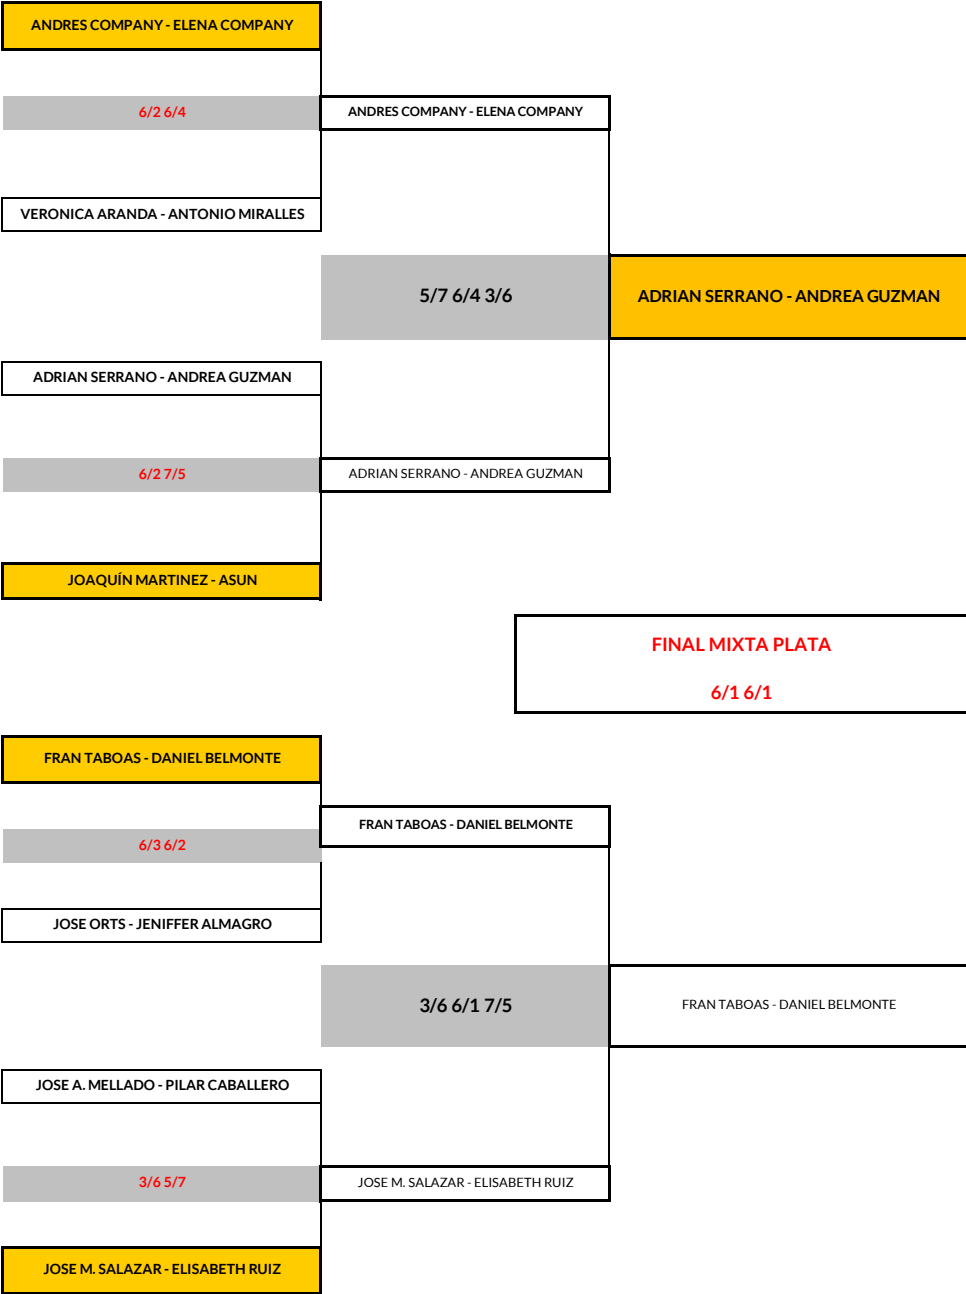 ANDRES COMPANY - ELENA COMPANY
6/2 6/4
ANDRES COMPANY - ELENA COMPANY
VERONICA ARANDA - ANTONIO MIRALLES
5/7 6/4 3/6
ADRIAN SERRANO - ANDREA GUZMAN
ADRIAN SERRANO - ANDREA GUZMAN
6/2 7/5
ADRIAN SERRANO - ANDREA GUZMAN
JOAQUÍN MARTINEZ - ASUN
FINAL MIXTA PLATA
6/1 6/1
FRAN TABOAS - DANIEL BELMONTE
FRAN TABOAS - DANIEL BELMONTE
6/3 6/2
JOSE ORTS - JENIFFER ALMAGRO
3/6 6/1 7/5
FRAN TABOAS - DANIEL BELMONTE
JOSE A. MELLADO - PILAR CABALLERO
3/6 5/7
JOSE M. SALAZAR - ELISABETH RUIZ
JOSE M. SALAZAR - ELISABETH RUIZ